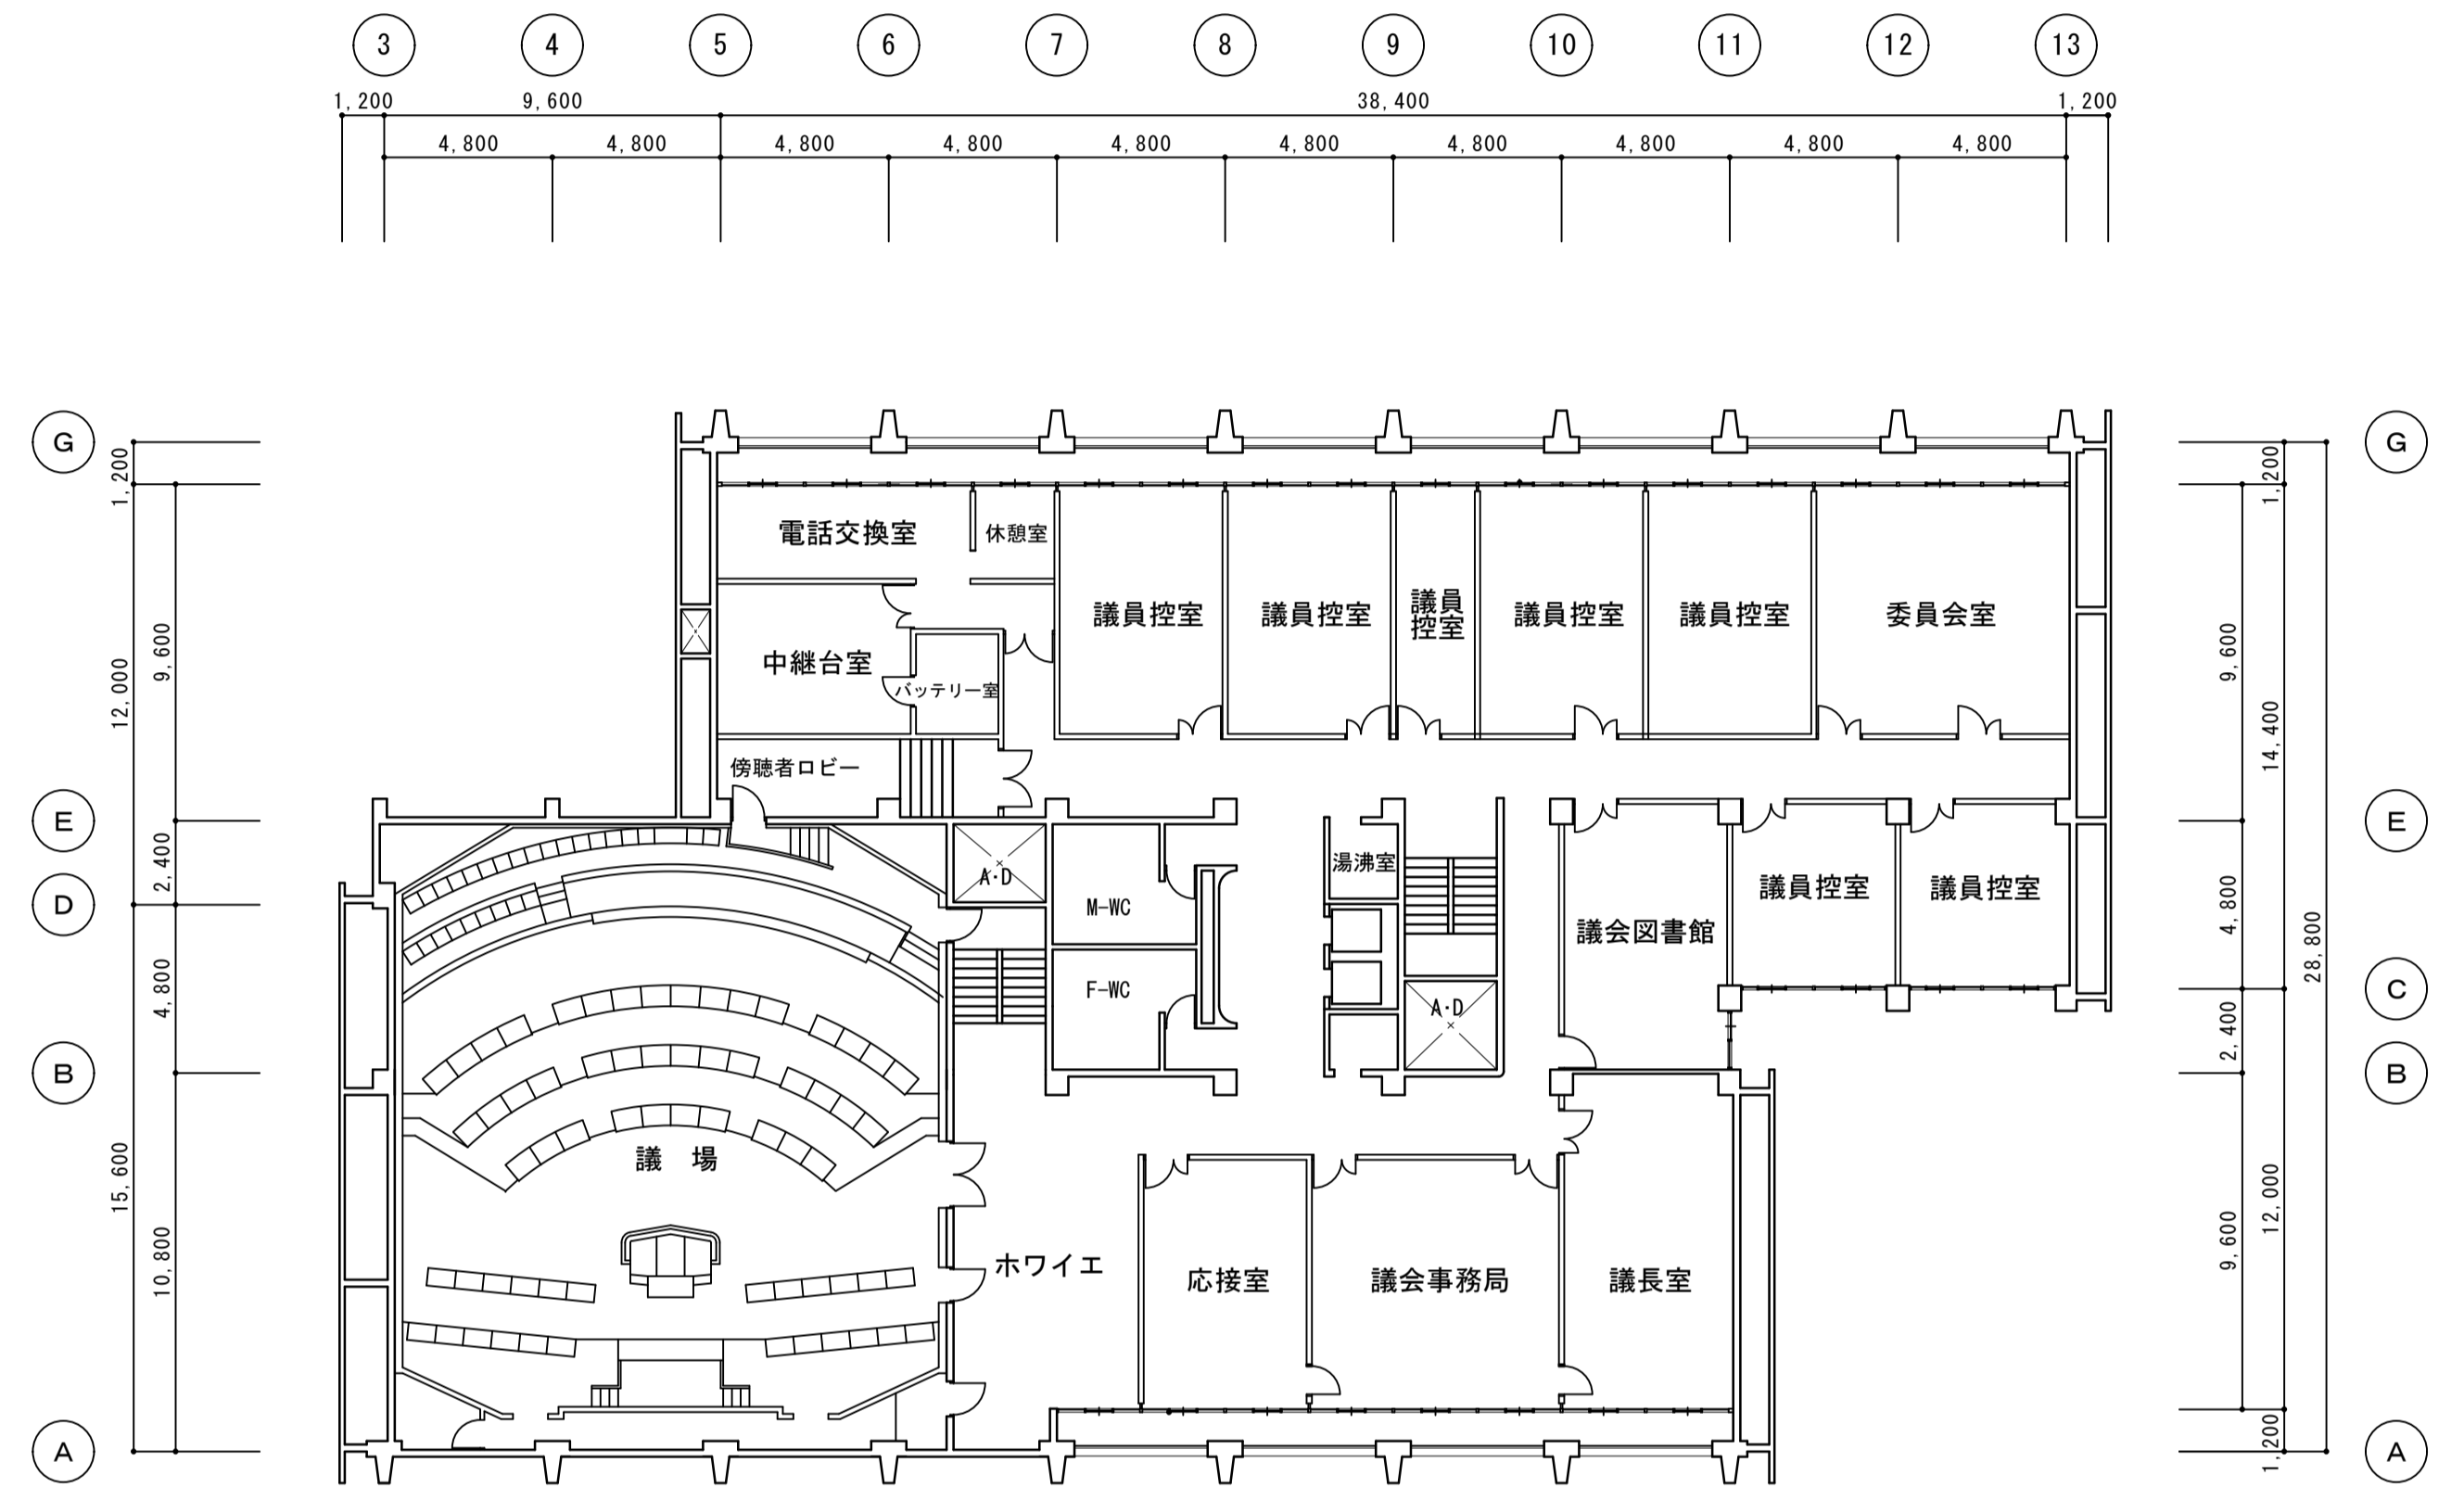 3 4 5 6 7 8 9 10 11 12 13
1,200 9,600 38,400 1,200
4,800 4,800 4,800 4,800 4,800 4,800 4,800 4,800 4,800 4,800
G G
1,200 1,200
電話交換室 休憩室
議員控室 議員控室 議員 議員控室 議員控室 委員会室
控室
9,600 12,000 9,600 14,400
中継台室
バッテリー室
傍聴者ロビー
E E
2,400 4,800 28,800
湯沸室
A・D
議員控室 議員控室
D
M-WC
議会図書館
4,800
F-WC
A・D
C
2,400
B B
15,600 10,800 9,600 12,000
議 場
ホワイエ
応接室 議会事務局 議長室
1,200
A A